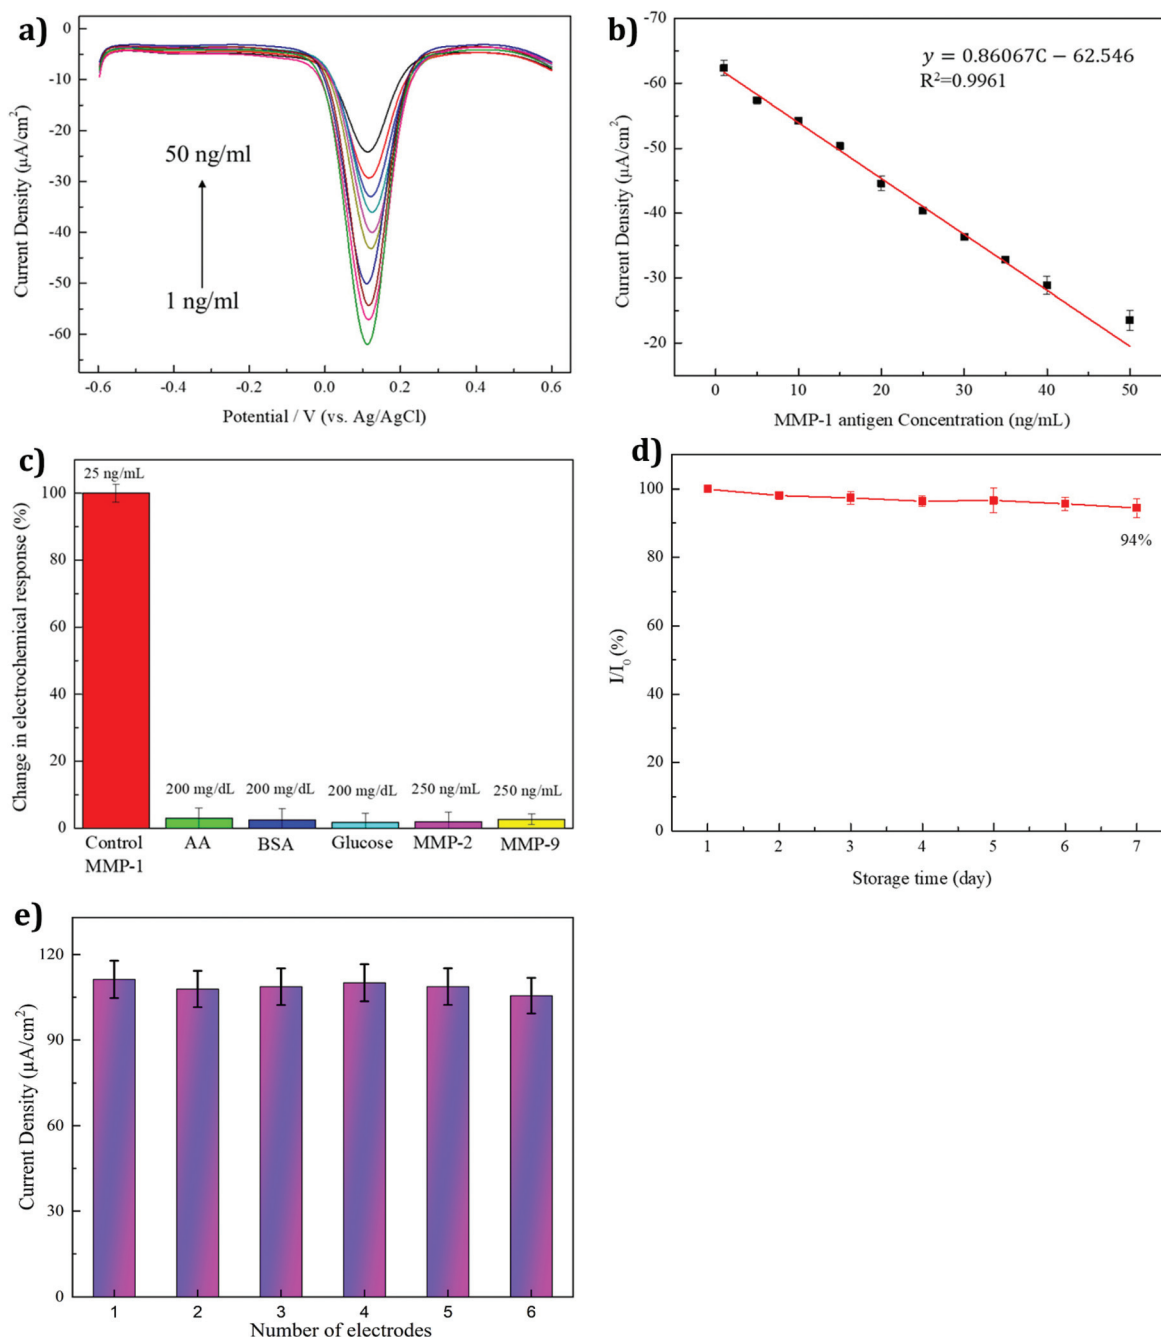 a)
0
-10
-20
-30
-40
-50
-60
Current Density (μA/cm²)
50 ng/ml
1 ng/ml
-0.6
-0.4
-0.2
0.0
0.2
0.4
0.6
Potential / V (vs. Ag/AgCl)
b)
-70
-60
-50
-40
-30
-20
Current Density (μA/cm²)
y = 0.86067C − 62.546
R²=0.9961
0
10
20
30
40
50
MMP-1 antigen Concentration (ng/mL)
c)
100
80
60
40
20
0
Change in electrochemical response (%)
25 ng/mL
200 mg/dL
200 mg/dL
200 mg/dL
250 ng/mL
250 ng/mL
Control
MMP-1
AA
BSA
Glucose
MMP-2
MMP-9
d)
100
80
60
40
20
0
I/I₀ (%)
94%
1
2
3
4
5
6
7
Storage time (day)
e)
120
90
60
30
0
Current Density (μA/cm²)
1
2
3
4
5
6
Number of electrodes